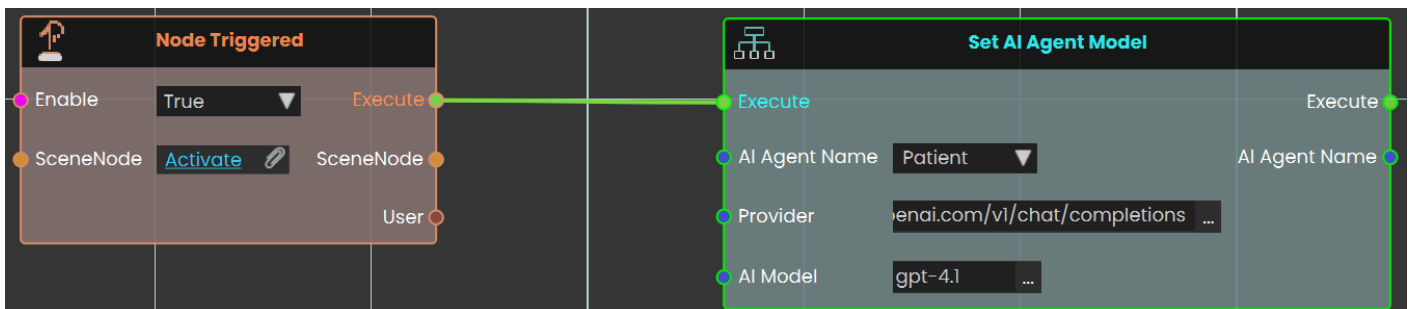 Node Triggered
Enable True Execute
SceneNode Activate SceneNode
User
Set AI Agent Model
Execute Execute
AI Agent Name Patient AI Agent Name
Provider enai.com/v1/chat/completions ...
AI Model gpt-4.1 ...